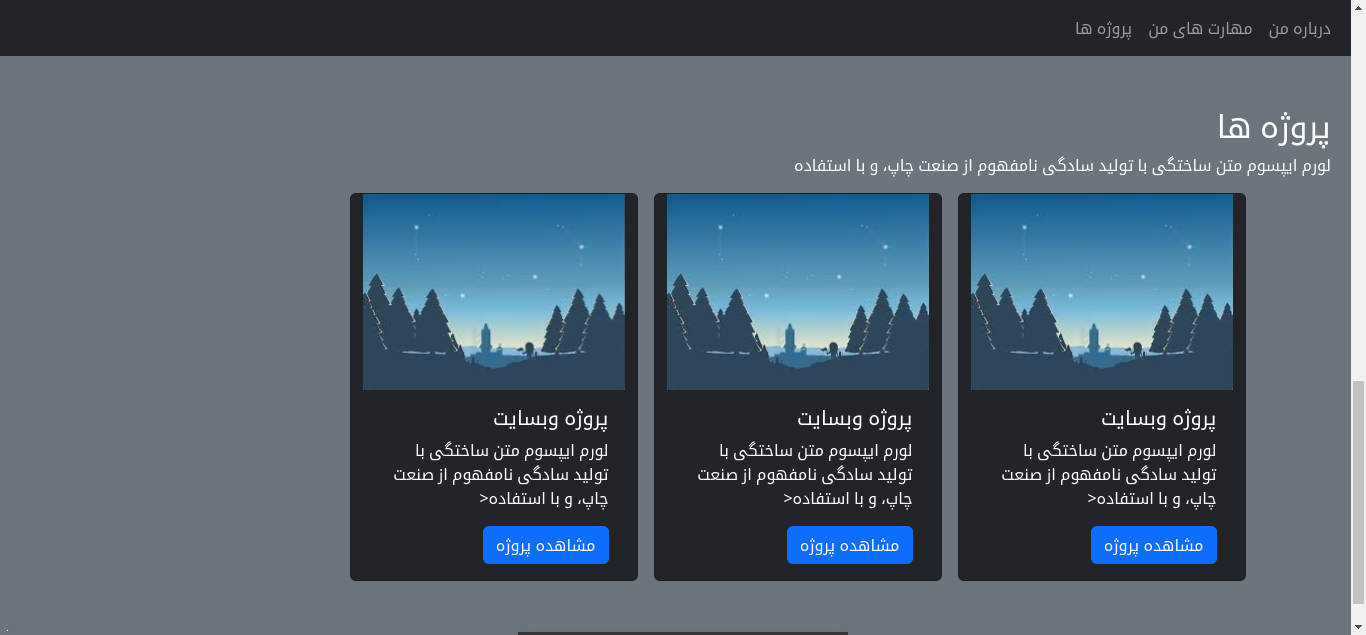 درباره من
مهارت های من
پروژه ها
پروژه ها
لورم ایپسوم متن ساختگی با تولید سادگی نامفهوم از صنعت چاپ، و با استفاده
پروژه وبسایت
لورم ایپسوم متن ساختگی با
تولید سادگی نامفهوم از صنعت
چاپ، و با استفاده<
مشاهده پروژه
پروژه وبسایت
لورم ایپسوم متن ساختگی با
تولید سادگی نامفهوم از صنعت
چاپ، و با استفاده<
مشاهده پروژه
پروژه وبسایت
لورم ایپسوم متن ساختگی با
تولید سادگی نامفهوم از صنعت
چاپ، و با استفاده<
مشاهده پروژه